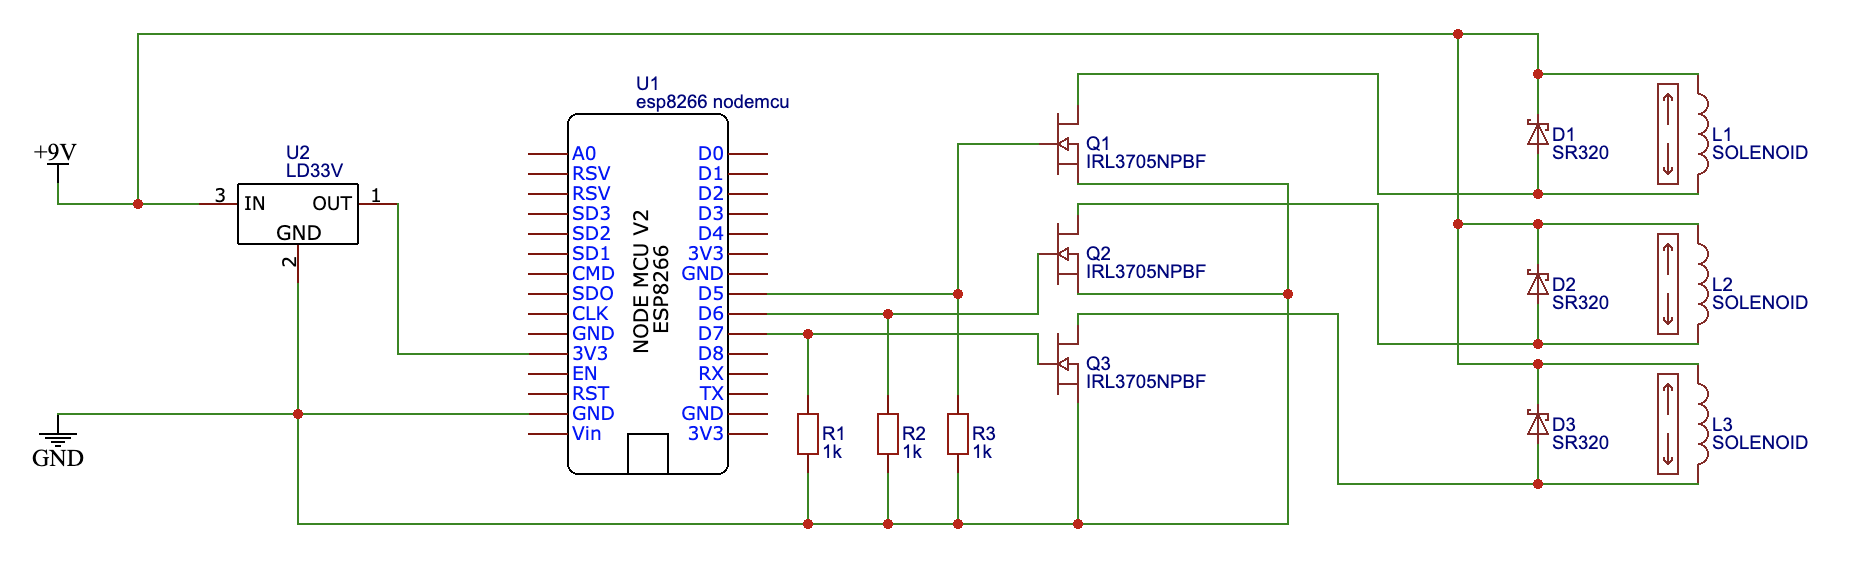 +9V
GND
U2
LD33V
3
IN
OUT
1
GND
2
U1
esp8266 nodemcu
A0
RSV
RSV
SD3
SD2
SD1
CMD
SDO
CLK
GND
3V3
EN
RST
GND
Vin
NODE MCU V2
ESP8266
D0
D1
D2
D3
D4
3V3
GND
D5
D6
D7
D8
RX
TX
GND
3V3
R1
1k
R2
1k
R3
1k
Q1
IRL3705NPBF
Q2
IRL3705NPBF
Q3
IRL3705NPBF
D1
SR320
L1
SOLENOID
D2
SR320
L2
SOLENOID
D3
SR320
L3
SOLENOID